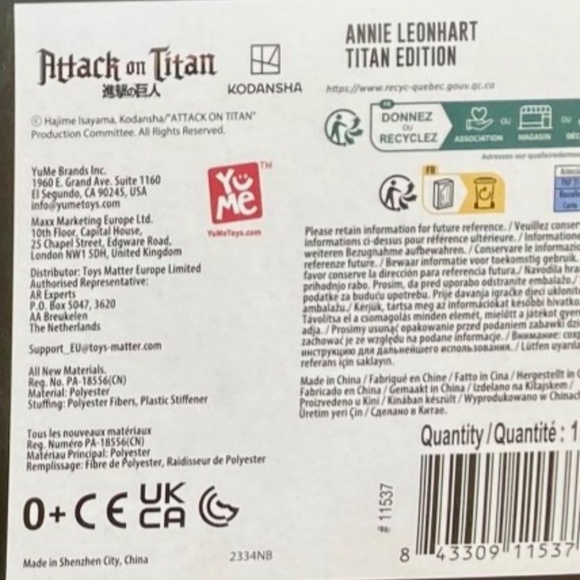 Attack on Titan
進撃の巨人
KODANSHA
ANNIE LEONHART
TITAN EDITION
https://www.recyc-quebec.gouv.qc.ca
© Hajime Isayama, Kodansha/"ATTACK ON TITAN"
Production Committee. All Rights Reserved.
FR
DONNEZ
OU
RECYCLEZ
ASSOCIATION
OU
MAGASIN
OU
YuMe Brands Inc.
1960 E. Grand Ave. Suite 1160
El Segundo, CA 90245, USA
info@yumetoys.com
YuMe
TM
YuMeToys.com
Maxx Marketing Europe Ltd.
10th Floor, Capital House,
25 Chapel Street, Edgware Road,
London NW1 5DH, United Kingdom
Distributor: Toys Matter Europe Limited
Authorised Representative:
AR Experts
P.O. Box 5047, 3620
AA Breukelen
The Netherlands
Support_EU@toys-matter.com
All New Materials.
Reg. No. PA-18556(CN)
Material: Polyester
Stuffing: Polyester Fibers, Plastic Stiffener
Tous les nouveaux matériaux
Reg. Numéro PA-18556(CN)
Matériau Principal: Polyester
Remplissage: Fibre de Polyester, Raidisseur de Polyester
0+ CE UK CA
Made in Shenzhen City, China
2334NB
FR
Please retain information for future reference. / Veuillez conser
informations ci-dessus pour référence ultérieure. / Informatione
weiteren Bezugnahme aufbewahren. / Conservare le informazio
referenze future. / Bewaar informatie voor toekomstig gebruik.
favor conserve la dirección para referencia futura./ Navodila hra
prihodnjo rabo. Prosim, da pred uporabo odstranite embalažo./
podatke za buduću upotrebu. Prije davanja igračke djeci uklonite
ambalažu./ Kérjük, tartsa meg az információkat későbbi hivatko
Távolítsa el a csomagolás minden elemét, mielőtt a játékot gyer
adja. / Prosimy usunąć opakowanie przed podaniem zabawki dzi
zachować je ze względu na podane informacje. / Внимание: сохр
инструкцию для дальнейшего использования. / Lütfen uyarıla
referans için saklayın.
Made in China / Fabriqué en Chine / Fatto in Cina / Hergestellt in C
Fabricado en China / Gemaakt in China / Izdelano na Kitajskem /
Proizvedeno u Kini / Kínában készült / Wyprodukowano w Chinach
Üretim yeri Çin / Сделано в Китае.
Quantity / Quantité : 1
# 11537
8 43309 11537